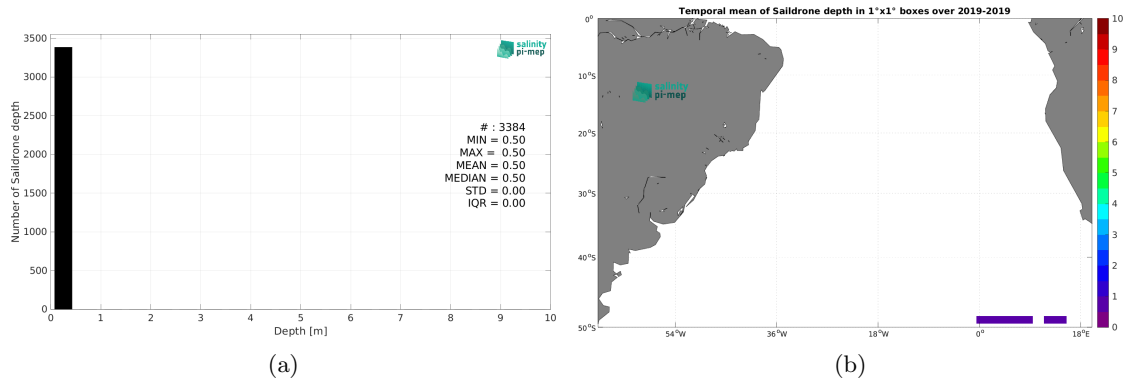 Number of Saildrone depth
3500
3000
2500
2000
1500
1000
500
0
salinity
pi-mep
# : 3384
MIN = 0.50
MAX = 0.50
MEAN = 0.50
MEDIAN = 0.50
STD = 0.00
IQR = 0.00
0 1 2 3 4 5 6 7 8 9 10
Depth [m]
(a)
Temporal mean of Saildrone depth in 1°x1° boxes over 2019-2019
0°
10°S
20°S
30°S
40°S
50°S
salinity
pi-mep
54°W 36°W 18°W 0° 18°E
10
9
8
7
6
5
4
3
2
1
0
(b)